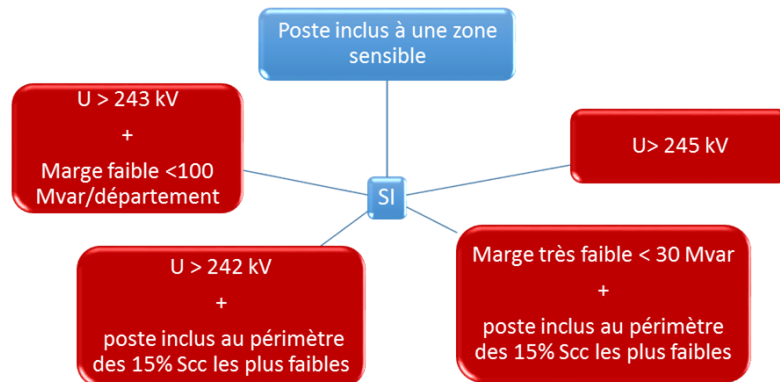 Poste inclus à une zone
sensible
U > 243 kV
+
Marge faible <100
Mvar/département
U> 245 kV
SI
U > 242 kV
+
poste inclus au périmètre
des 15% Scc les plus faibles
Marge très faible < 30 Mvar
+
poste inclus au périmètre
des 15% Scc les plus faibles